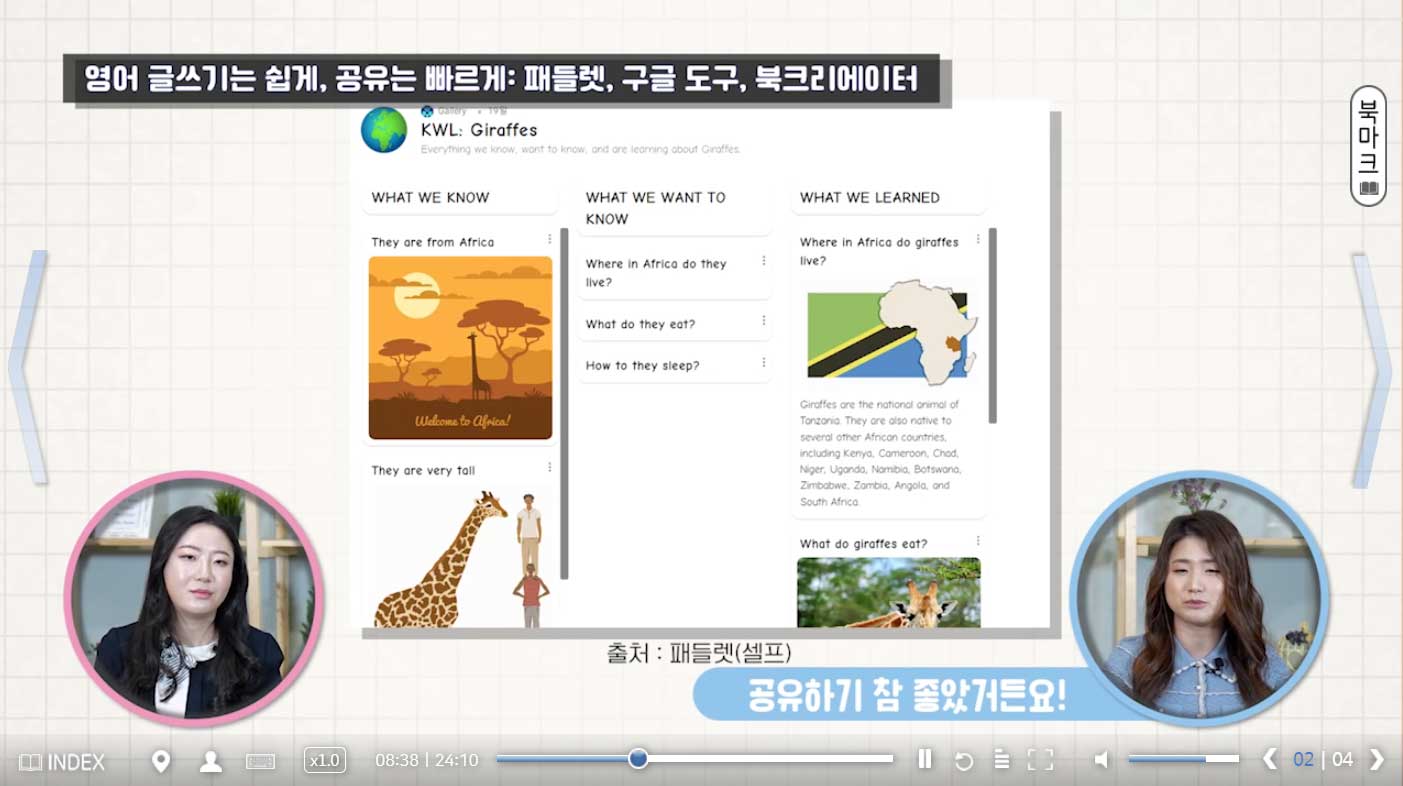 영어 글쓰기는 쉽게, 공유는 빠르게: 패들렛, 구글 도구, 북크리에이터
북마크
Gallery • 19일
KWL: Giraffes
Everything we know, want to know, and are learning about Giraffes.
WHAT WE KNOW
They are from Africa
Welcome to Africa!
They are very tall
WHAT WE WANT TO
KNOW
Where in Africa do they
live?
What do they eat?
How to they sleep?
WHAT WE LEARNED
Where in Africa do giraffes
live?
Giraffes are the national animal of
Tanzania. They are also native to
several other African countries,
including Kenya, Cameroon, Chad,
Niger, Uganda, Namibia, Botswana,
Zimbabwe, Zambia, Angola, and
South Africa.
What do giraffes eat?
출처 : 패들렛(셀프)
공유하기 참 좋았거든요!
INDEX
x1.0
08:38 | 24:10
02 | 04